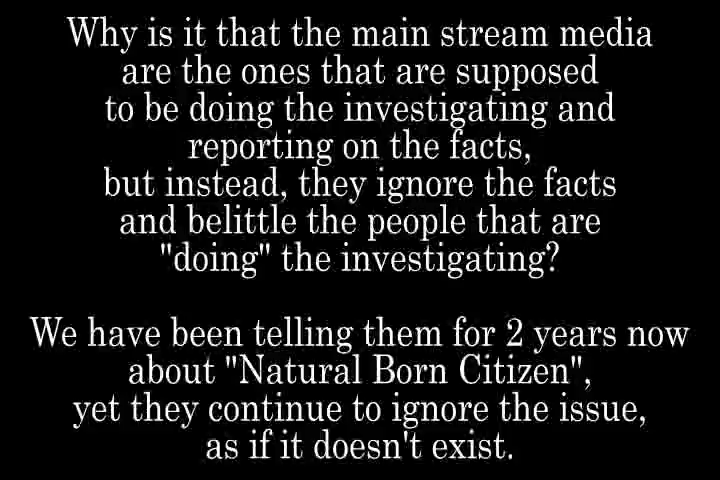 Why is it that the main stream media
are the ones that are supposed
to be doing the investigating and
reporting on the facts,
but instead, they ignore the facts
and belittle the people that are
"doing" the investigating?
We have been telling them for 2 years now
about "Natural Born Citizen",
yet they continue to ignore the issue,
as if it doesn't exist.